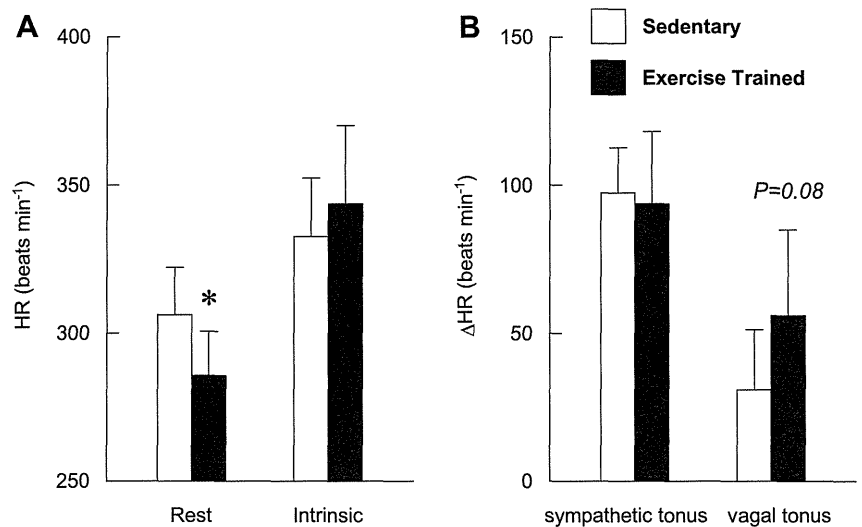 A
400
350
300
250
HR (beats min⁻¹)
*
Rest
Intrinsic
B
150
100
50
0
ΔHR (beats min⁻¹)
Sedentary
Exercise Trained
P=0.08
sympathetic tonus
vagal tonus